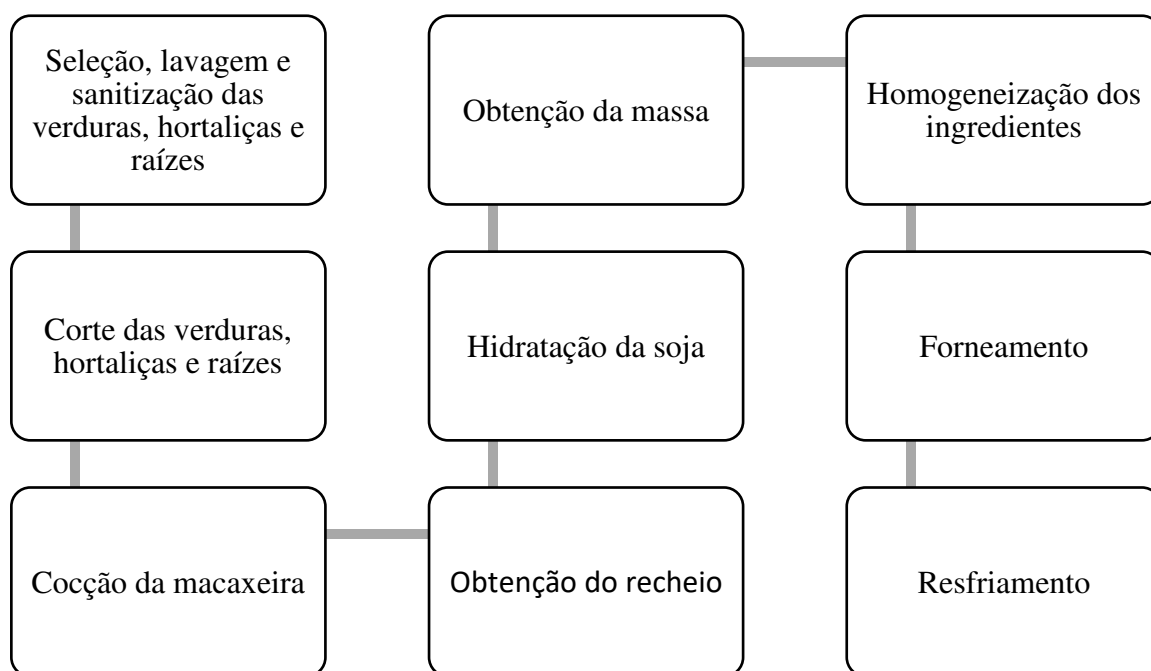 Seleção, lavagem e
sanitização das
verduras, hortaliças e
raízes
Corte das verduras,
hortaliças e raízes
Cocção da macaxeira
Obtenção do recheio
Hidratação da soja
Obtenção da massa
Homogeneização dos
ingredientes
Forneamento
Resfriamento